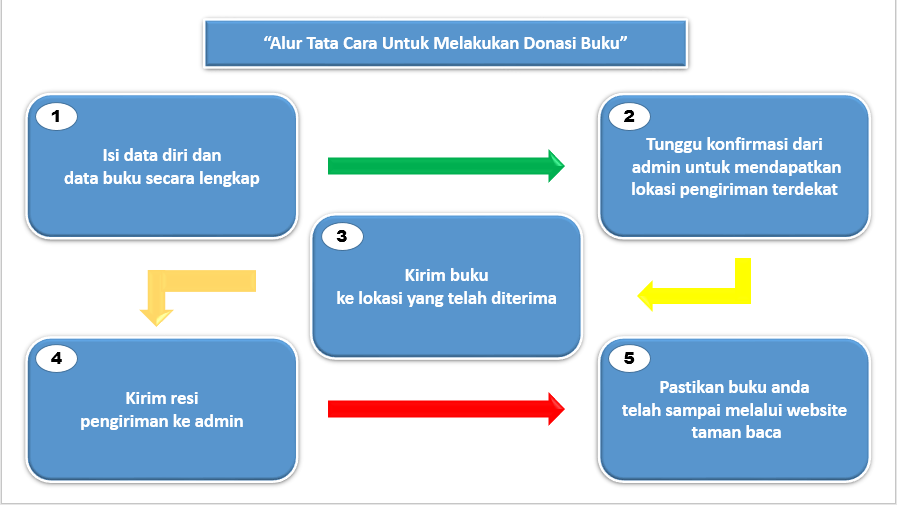 “Alur Tata Cara Untuk Melakukan Donasi Buku”
1
Isi data diri dan
data buku secara lengkap
2
Tunggu konfirmasi dari
admin untuk mendapatkan
lokasi pengiriman terdekat
3
Kirim buku
ke lokasi yang telah diterima
4
Kirim resi
pengiriman ke admin
5
Pastikan buku anda
telah sampai melalui website
taman baca